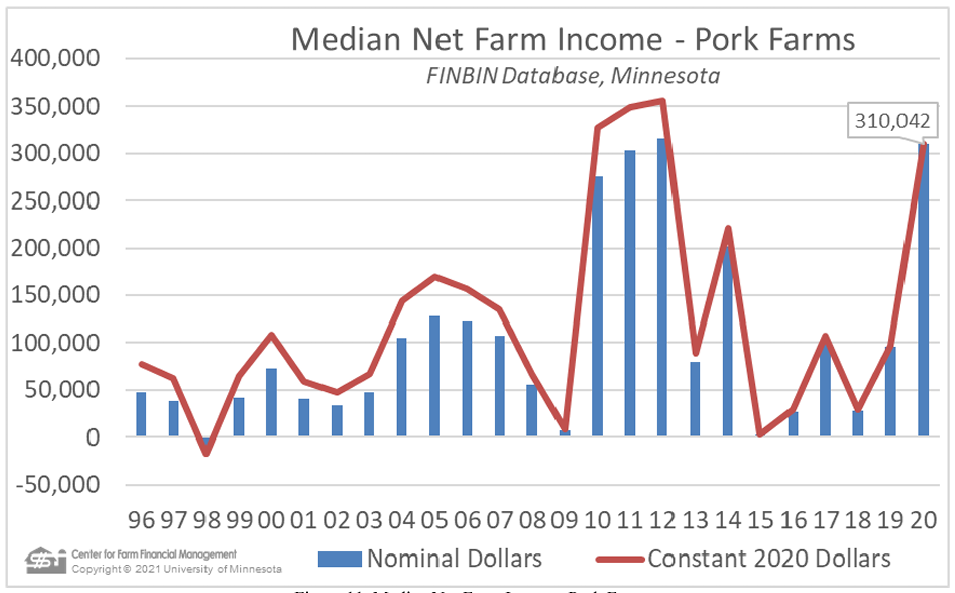 Median Net Farm Income - Pork Farms
FINBIN Database, Minnesota
400,000
350,000
310,042
300,000
250,000
200,000
150,000
100,000
50,000
0
-50,000
96 97 98 99 00 01 02 03 04 05 06 07 08 09 10 11 12 13 14 15 16 17 18 19 20
Center for Farm Financial Management
Copyright © 2021 University of Minnesota
Nominal Dollars
Constant 2020 Dollars